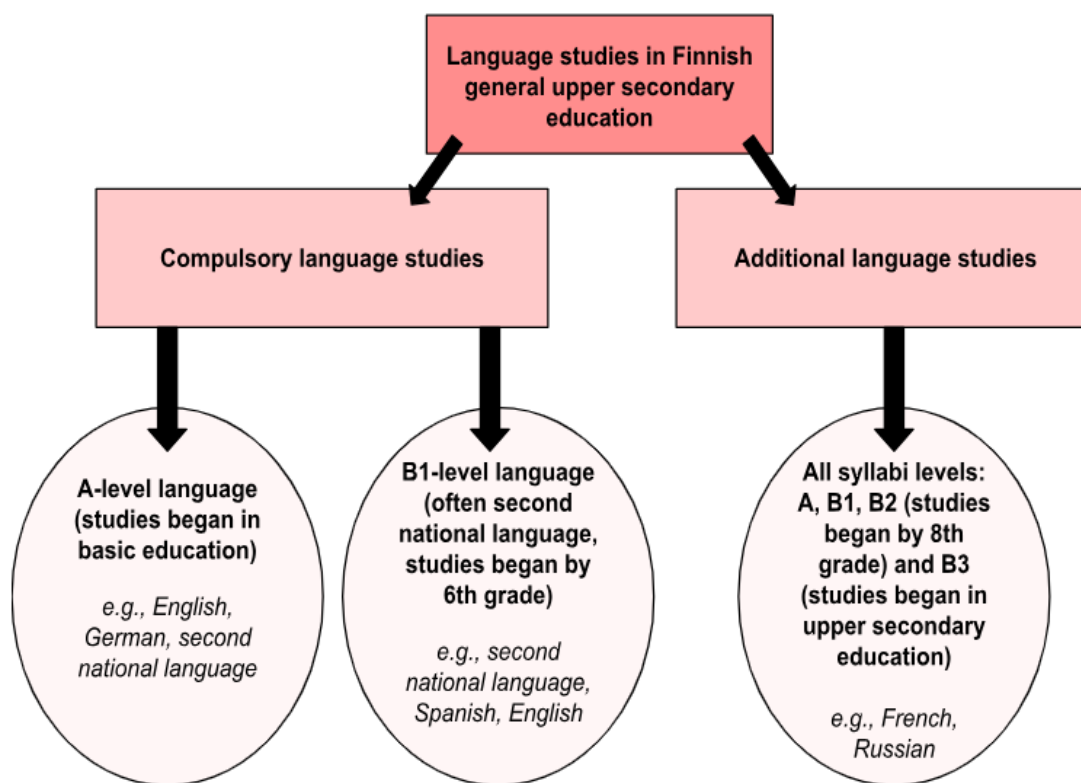 Language studies in Finnish
general upper secondary
education
Compulsory language studies
Additional language studies
A-level language
(studies began in
basic education)
e.g., English,
German, second
national language
B1-level language
(often second
national language,
studies began by
6th grade)
e.g., second
national language,
Spanish, English
All syllabi levels:
A, B1, B2 (studies
began by 8th
grade) and B3
(studies began in
upper secondary
education)
e.g., French,
Russian